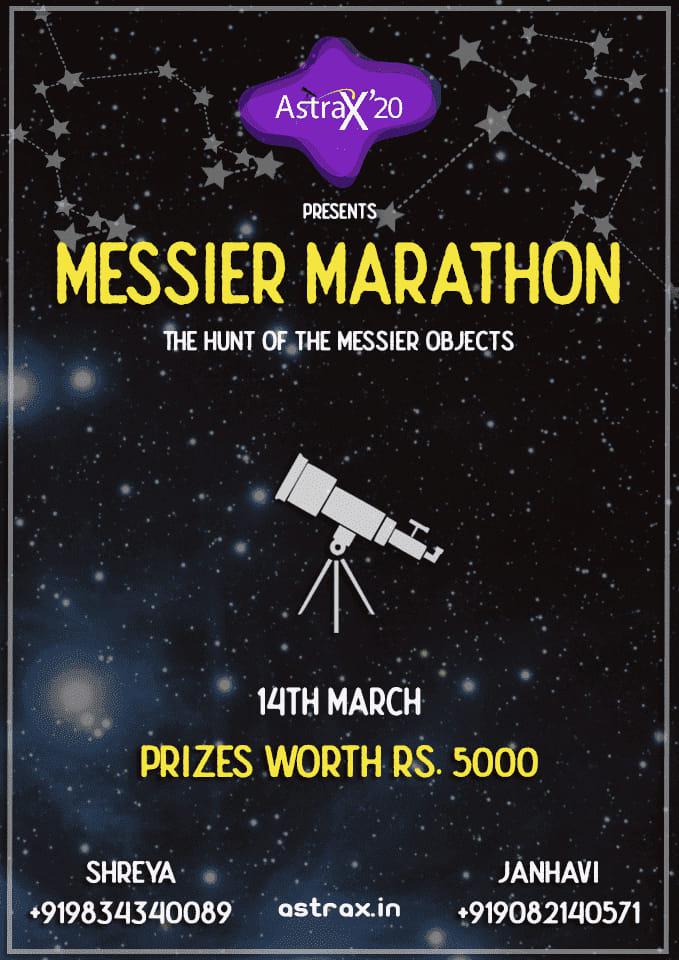 AstraX'20
PRESENTS
MESSIER MARATHON
THE HUNT OF THE MESSIER OBJECTS
14TH MARCH
PRIZES WORTH RS. 5000
SHREYA
+919834340089
astrax.in
JANHAVI
+919082140571